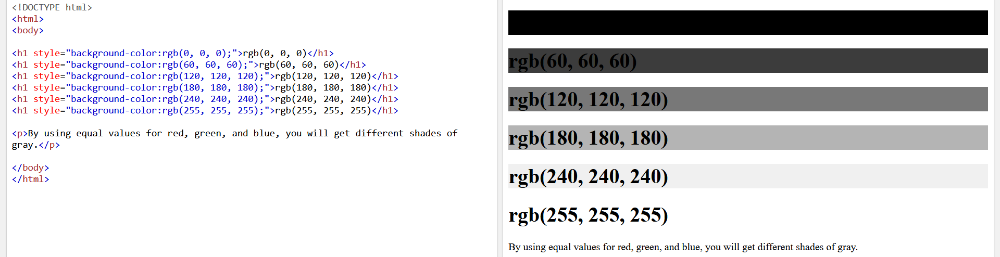 <!DOCTYPE html>
<html>
<body>
<h1 style="background-color:rgb(0, 0, 0);">rgb(0, 0, 0)</h1>
<h1 style="background-color:rgb(60, 60, 60);">rgb(60, 60, 60)</h1>
<h1 style="background-color:rgb(120, 120, 120);">rgb(120, 120, 120)</h1>
<h1 style="background-color:rgb(180, 180, 180);">rgb(180, 180, 180)</h1>
<h1 style="background-color:rgb(240, 240, 240);">rgb(240, 240, 240)</h1>
<h1 style="background-color:rgb(255, 255, 255);">rgb(255, 255, 255)</h1>
<p>By using equal values for red, green, and blue, you will get different shades of
gray.</p>
</body>
</html>
rgb(60, 60, 60)
rgb(120, 120, 120)
rgb(180, 180, 180)
rgb(240, 240, 240)
rgb(255, 255, 255)
By using equal values for red, green, and blue, you will get different shades of gray.